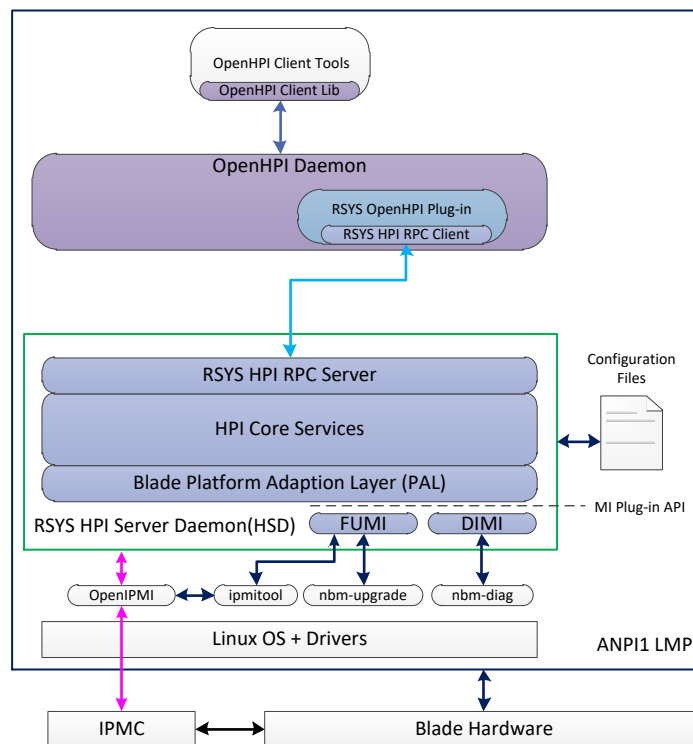 OpenHPI Client Tools
OpenHPI Client Lib
OpenHPI Daemon
RSYS OpenHPI Plug-in
RSYS HPI RPC Client
RSYS HPI RPC Server
Configuration
Files
HPI Core Services
Blade Platform Adaption Layer (PAL)
MI Plug-in API
RSYS HPI Server Daemon(HSD)
FUMI
DIMI
OpenIPMI
ipmitool
nbm-upgrade
nbm-diag
Linux OS + Drivers
ANPI1 LMP
IPMC
Blade Hardware